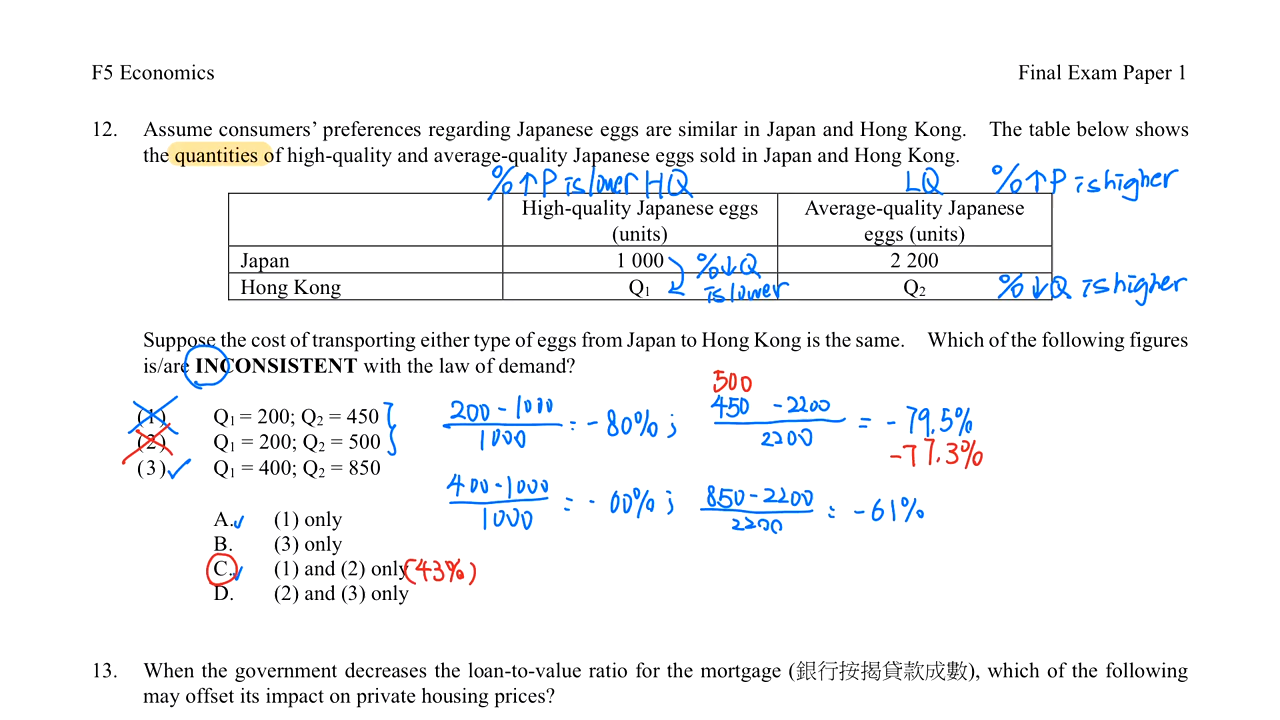 F5 Economics Final Exam Paper 1
12. Assume consumers' preferences regarding Japanese eggs are similar in Japan and Hong Kong. The table below shows
the quantities of high-quality and average-quality Japanese eggs sold in Japan and Hong Kong.
%↑P is lower HQ LQ %↑P is higher
High-quality Japanese eggs Average-quality Japanese
(units) eggs (units)
Japan 1 000 2 200
%↓Q
Hong Kong Q₁ Q₂
is lower %↓Q is higher
Suppose the cost of transporting either type of eggs from Japan to Hong Kong is the same. Which of the following figures
is/are INCONSISTENT with the law of demand?
500
(1) Q₁ = 200; Q₂ = 450
200 - 1000 / 1000 = -80% ; 450 - 2200 / 2200 = -79.5%
(2) Q₁ = 200; Q₂ = 500
-77.3%
(3) ✓ Q₁ = 400; Q₂ = 850
400 - 1000 / 1000 = -60% ; 850 - 2200 / 2200 = -61%
A. ✓ (1) only
B. (3) only
C. ✓ (1) and (2) only (43%)
D. (2) and (3) only
13. When the government decreases the loan-to-value ratio for the mortgage (銀行按揭貸款成數), which of the following
may offset its impact on private housing prices?